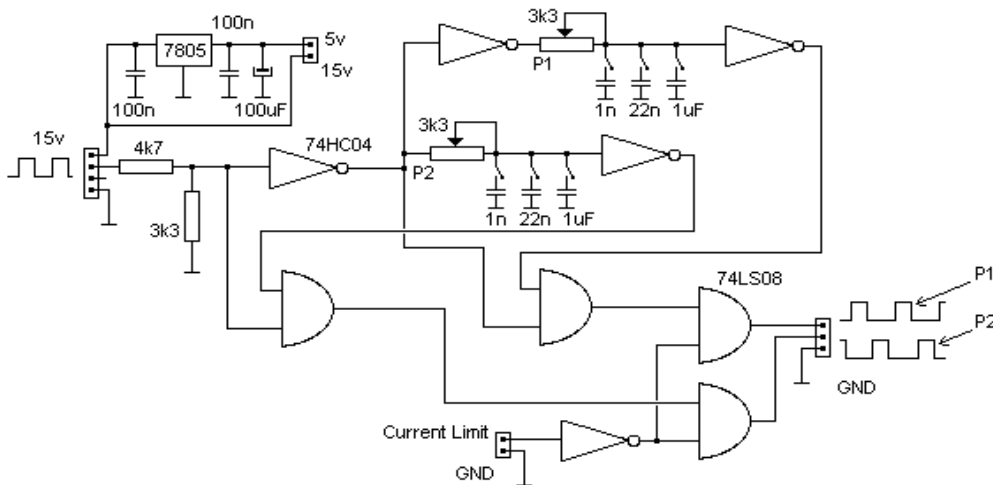 100n
3k3
7805
5v
15v
P1
100n
100uF
1n
22n
1uF
15v
4k7
74HC04
3k3
P2
1n
22n
1uF
3k3
74LS08
P1
P2
GND
Current Limit
GND